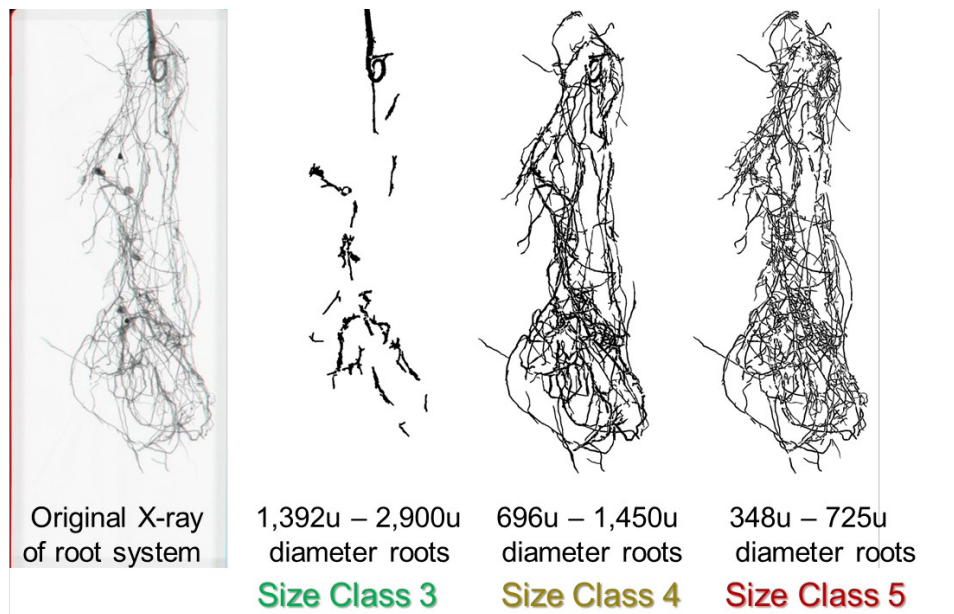 Original X-ray
of root system
1,392u – 2,900u
diameter roots
Size Class 3
696u – 1,450u
diameter roots
Size Class 4
348u – 725u
diameter roots
Size Class 5